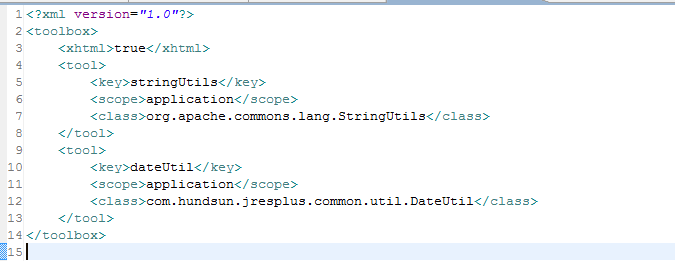 1 <?xml version="1.0"?>
2 <toolbox>
3     <xhtml>true</xhtml>
4     <tool>
5         <key>stringUtils</key>
6         <scope>application</scope>
7         <class>org.apache.commons.lang.StringUtils</class>
8     </tool>
9     <tool>
10         <key>dateUtil</key>
11         <scope>application</scope>
12         <class>com.hundsun.jresplus.common.util.DateUtil</class>
13     </tool>
14 </toolbox>
15